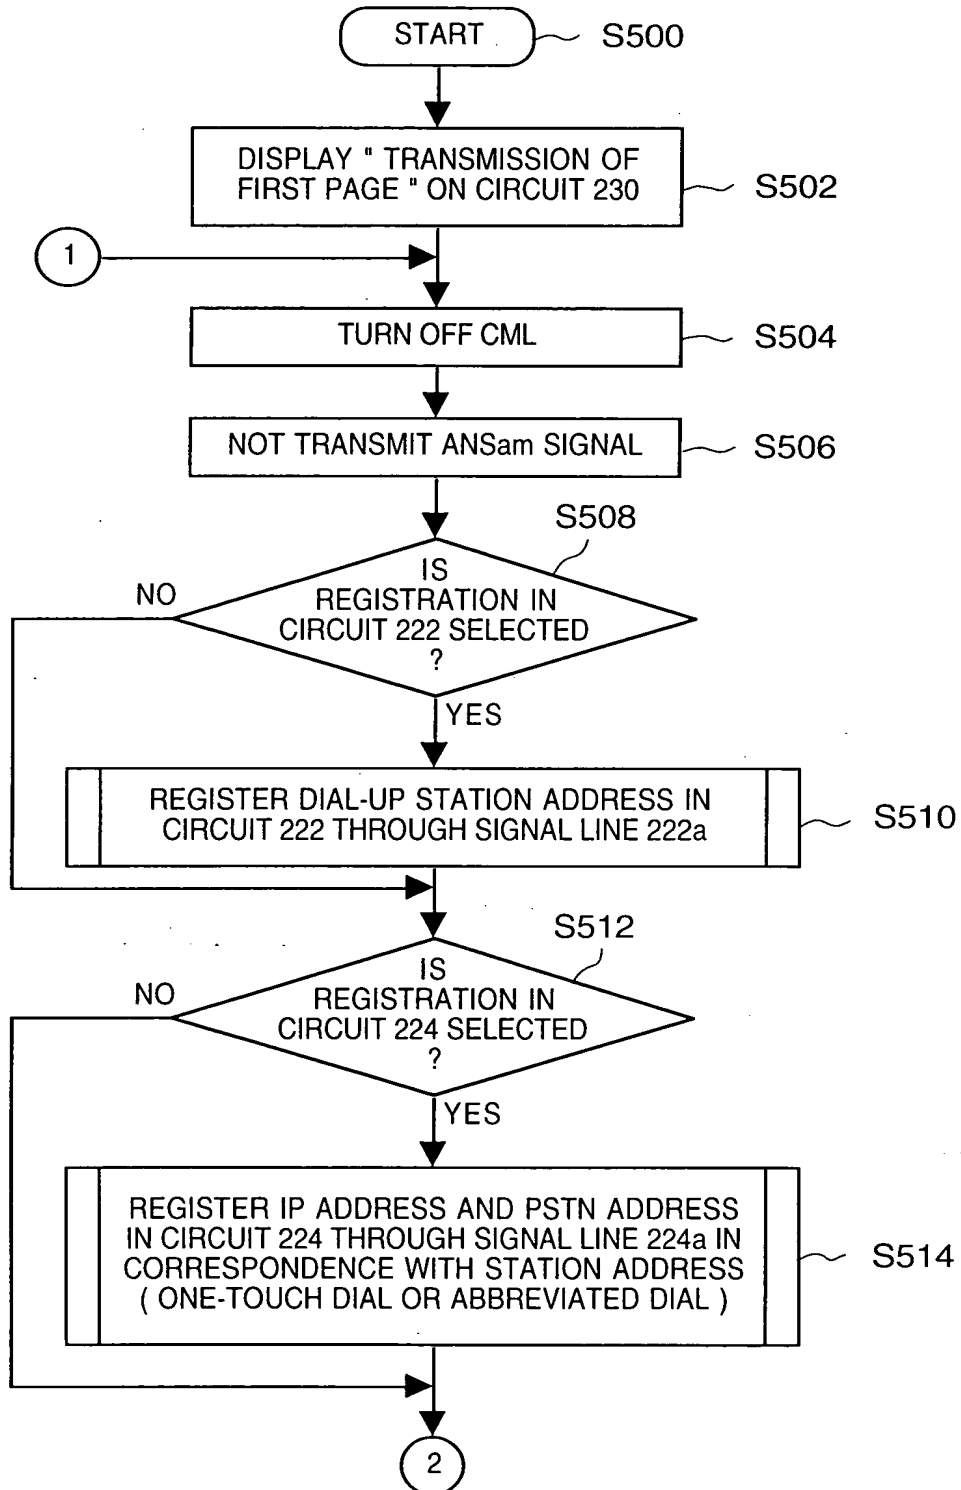 START
S500
DISPLAY " TRANSMISSION OF
FIRST PAGE " ON CIRCUIT 230
S502
1
TURN OFF CML
S504
NOT TRANSMIT ANSam SIGNAL
S506
S508
IS
REGISTRATION IN
CIRCUIT 222 SELECTED
?
NO
YES
REGISTER DIAL-UP STATION ADDRESS IN
CIRCUIT 222 THROUGH SIGNAL LINE 222a
S510
S512
IS
REGISTRATION IN
CIRCUIT 224 SELECTED
?
NO
YES
REGISTER IP ADDRESS AND PSTN ADDRESS
IN CIRCUIT 224 THROUGH SIGNAL LINE 224a IN
CORRESPONDENCE WITH STATION ADDRESS
( ONE-TOUCH DIAL OR ABBREVIATED DIAL )
S514
2